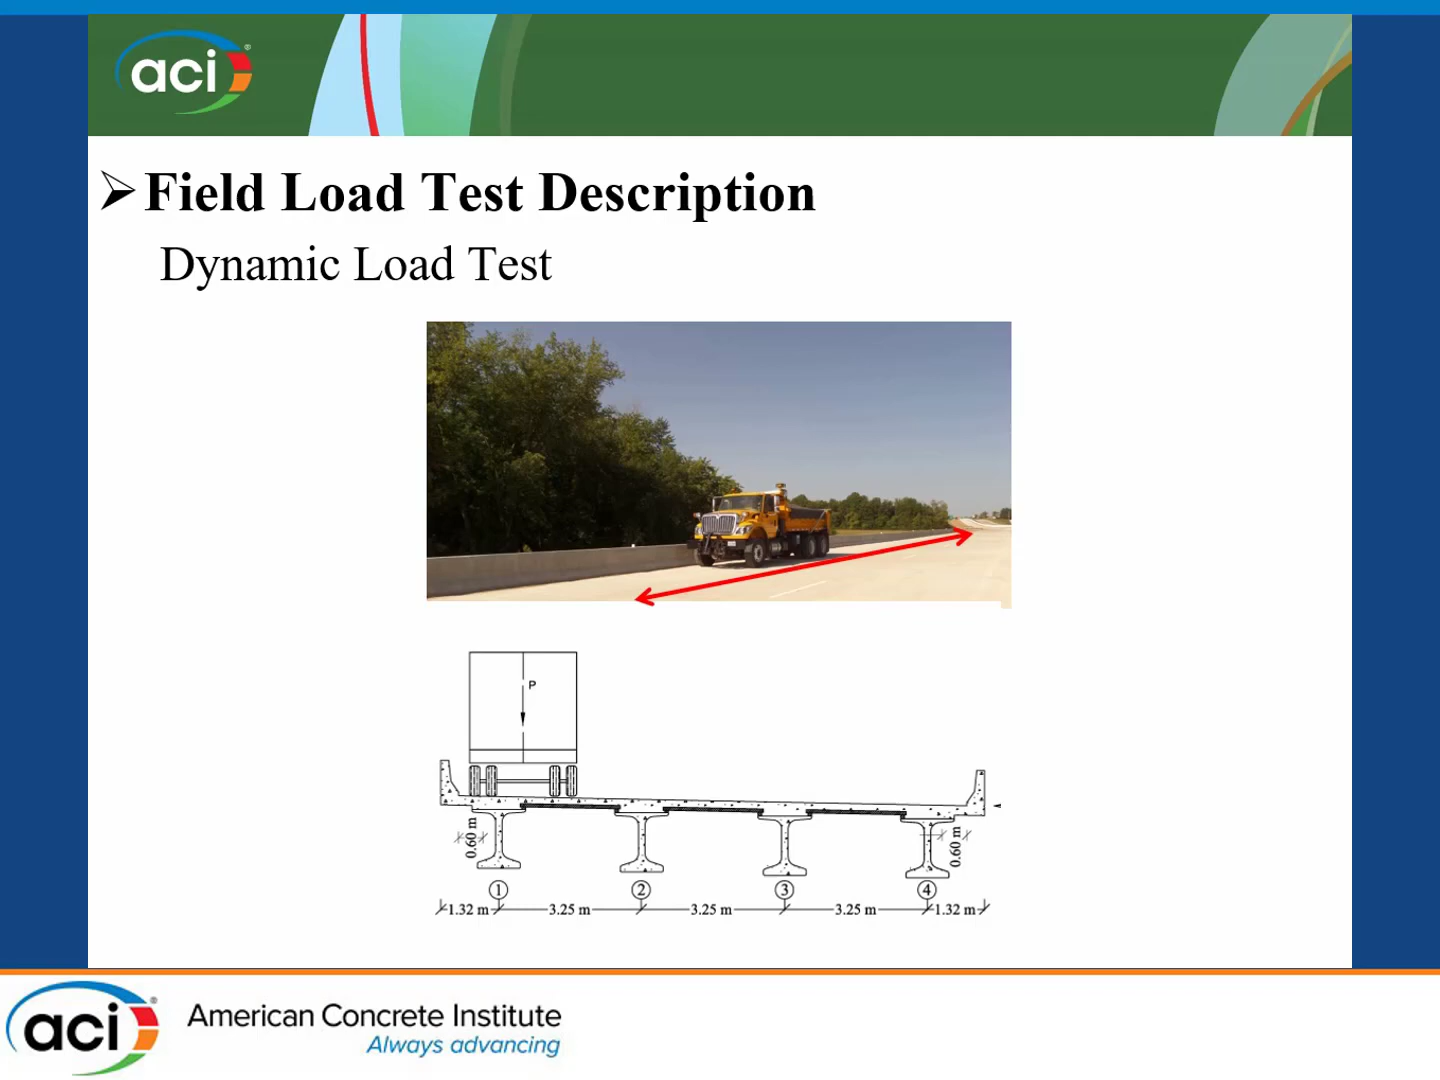 aci®
Field Load Test Description
Dynamic Load Test
P
0.60 m
0.60 m
1 2 3 4
1.32 m 3.25 m 3.25 m 3.25 m 1.32 m
aci®
American Concrete Institute
Always advancing